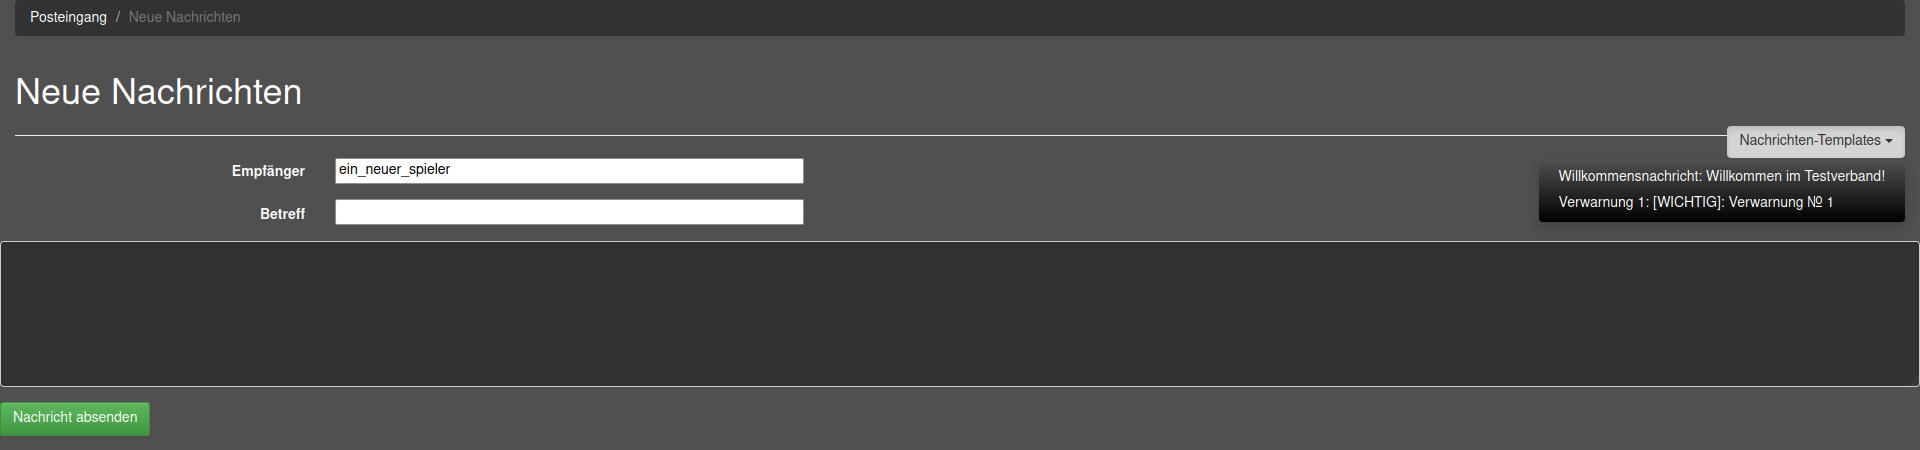 Posteingang / Neue Nachrichten
Neue Nachrichten
Nachrichten-Templates
Empfänger ein_neuer_spieler
Willkommensnachricht: Willkommen im Testverband!
Verwarnung 1: [WICHTIG]: Verwarnung № 1
Betreff
Nachricht absenden